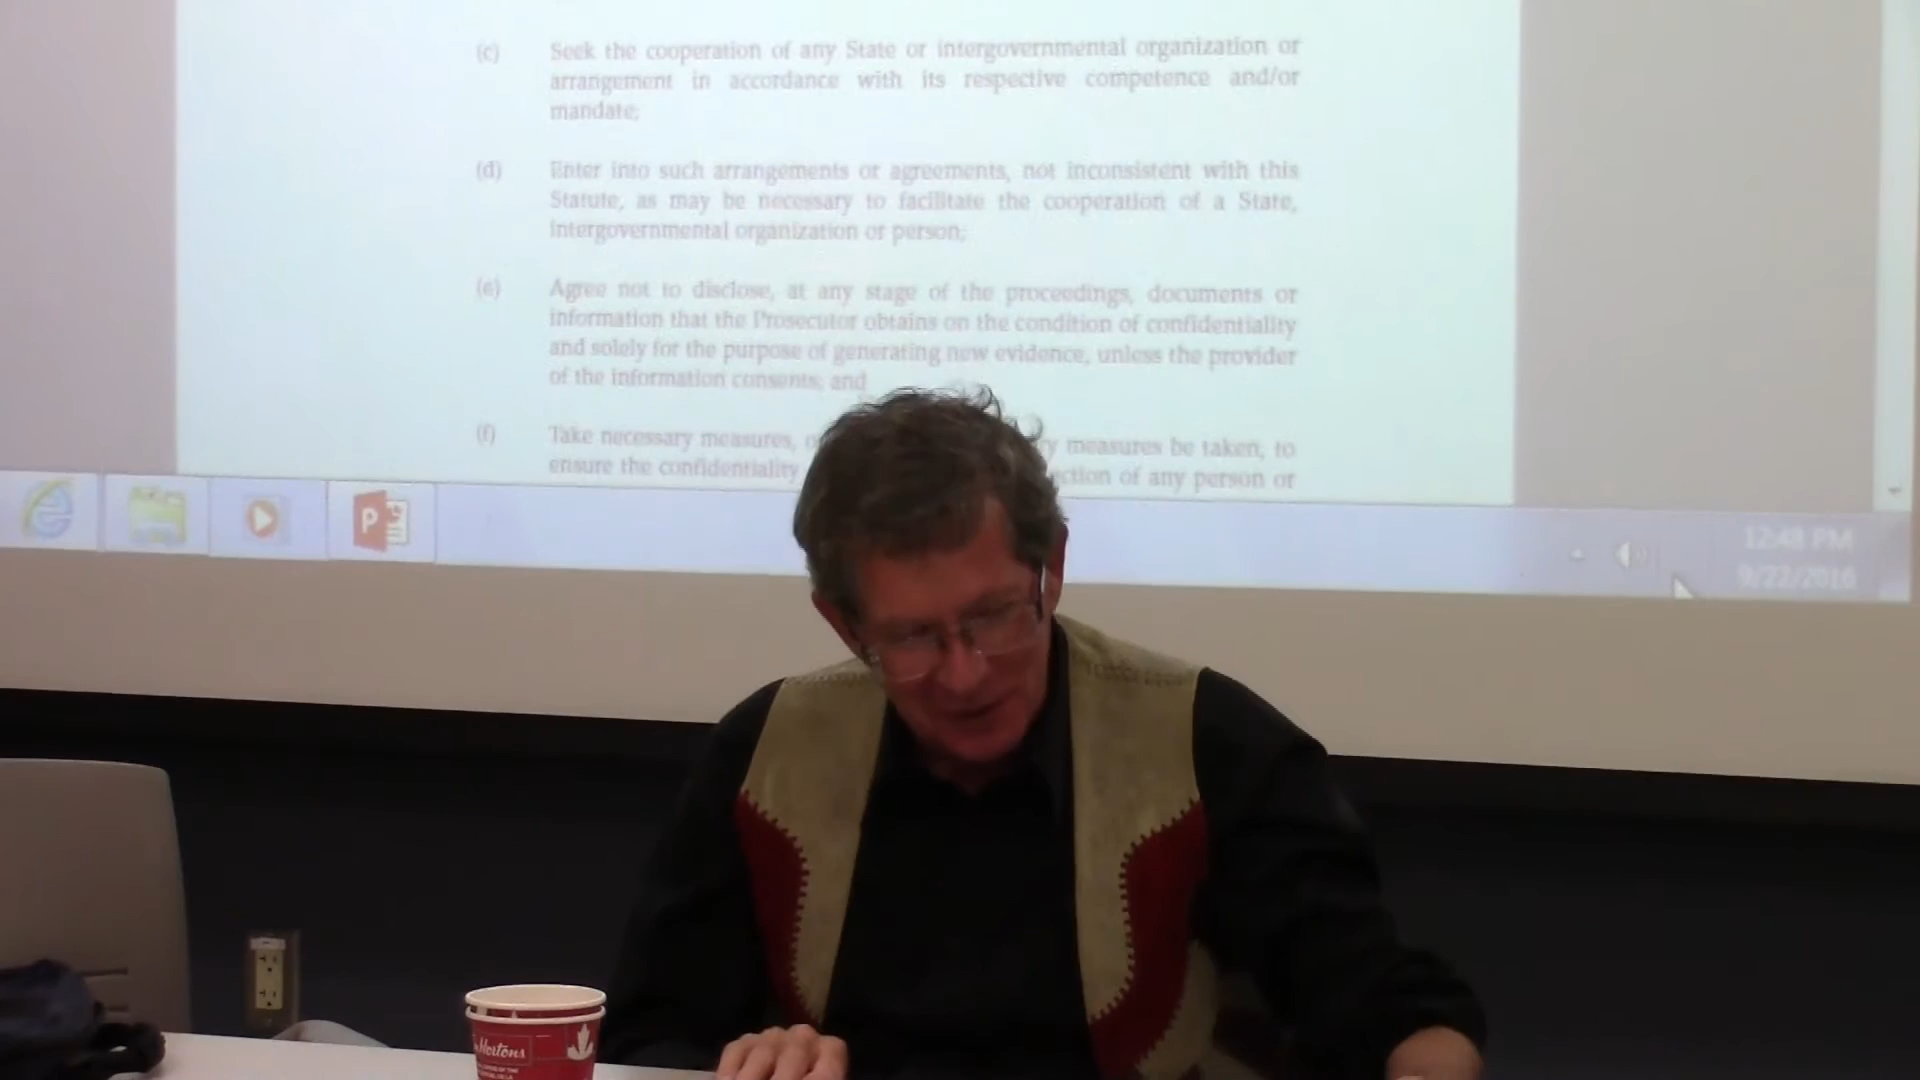 (c) Seek the cooperation of any State or intergovernmental organization or
arrangement in accordance with its respective competence and/or
mandate;
(d) Enter into such arrangements or agreements, not inconsistent with this
Statute, as may be necessary to facilitate the cooperation of a State,
intergovernmental organization or person;
(e) Agree not to disclose, at any stage of the proceedings, documents or
information that the Prosecutor obtains on the condition of confidentiality
and solely for the purpose of generating new evidence, unless the provider
of the information consents; and
(f) Take necessary measures, measures be taken, to
ensure the confidentiality of any person or
12:48 PM
9/22/2016
Hortons